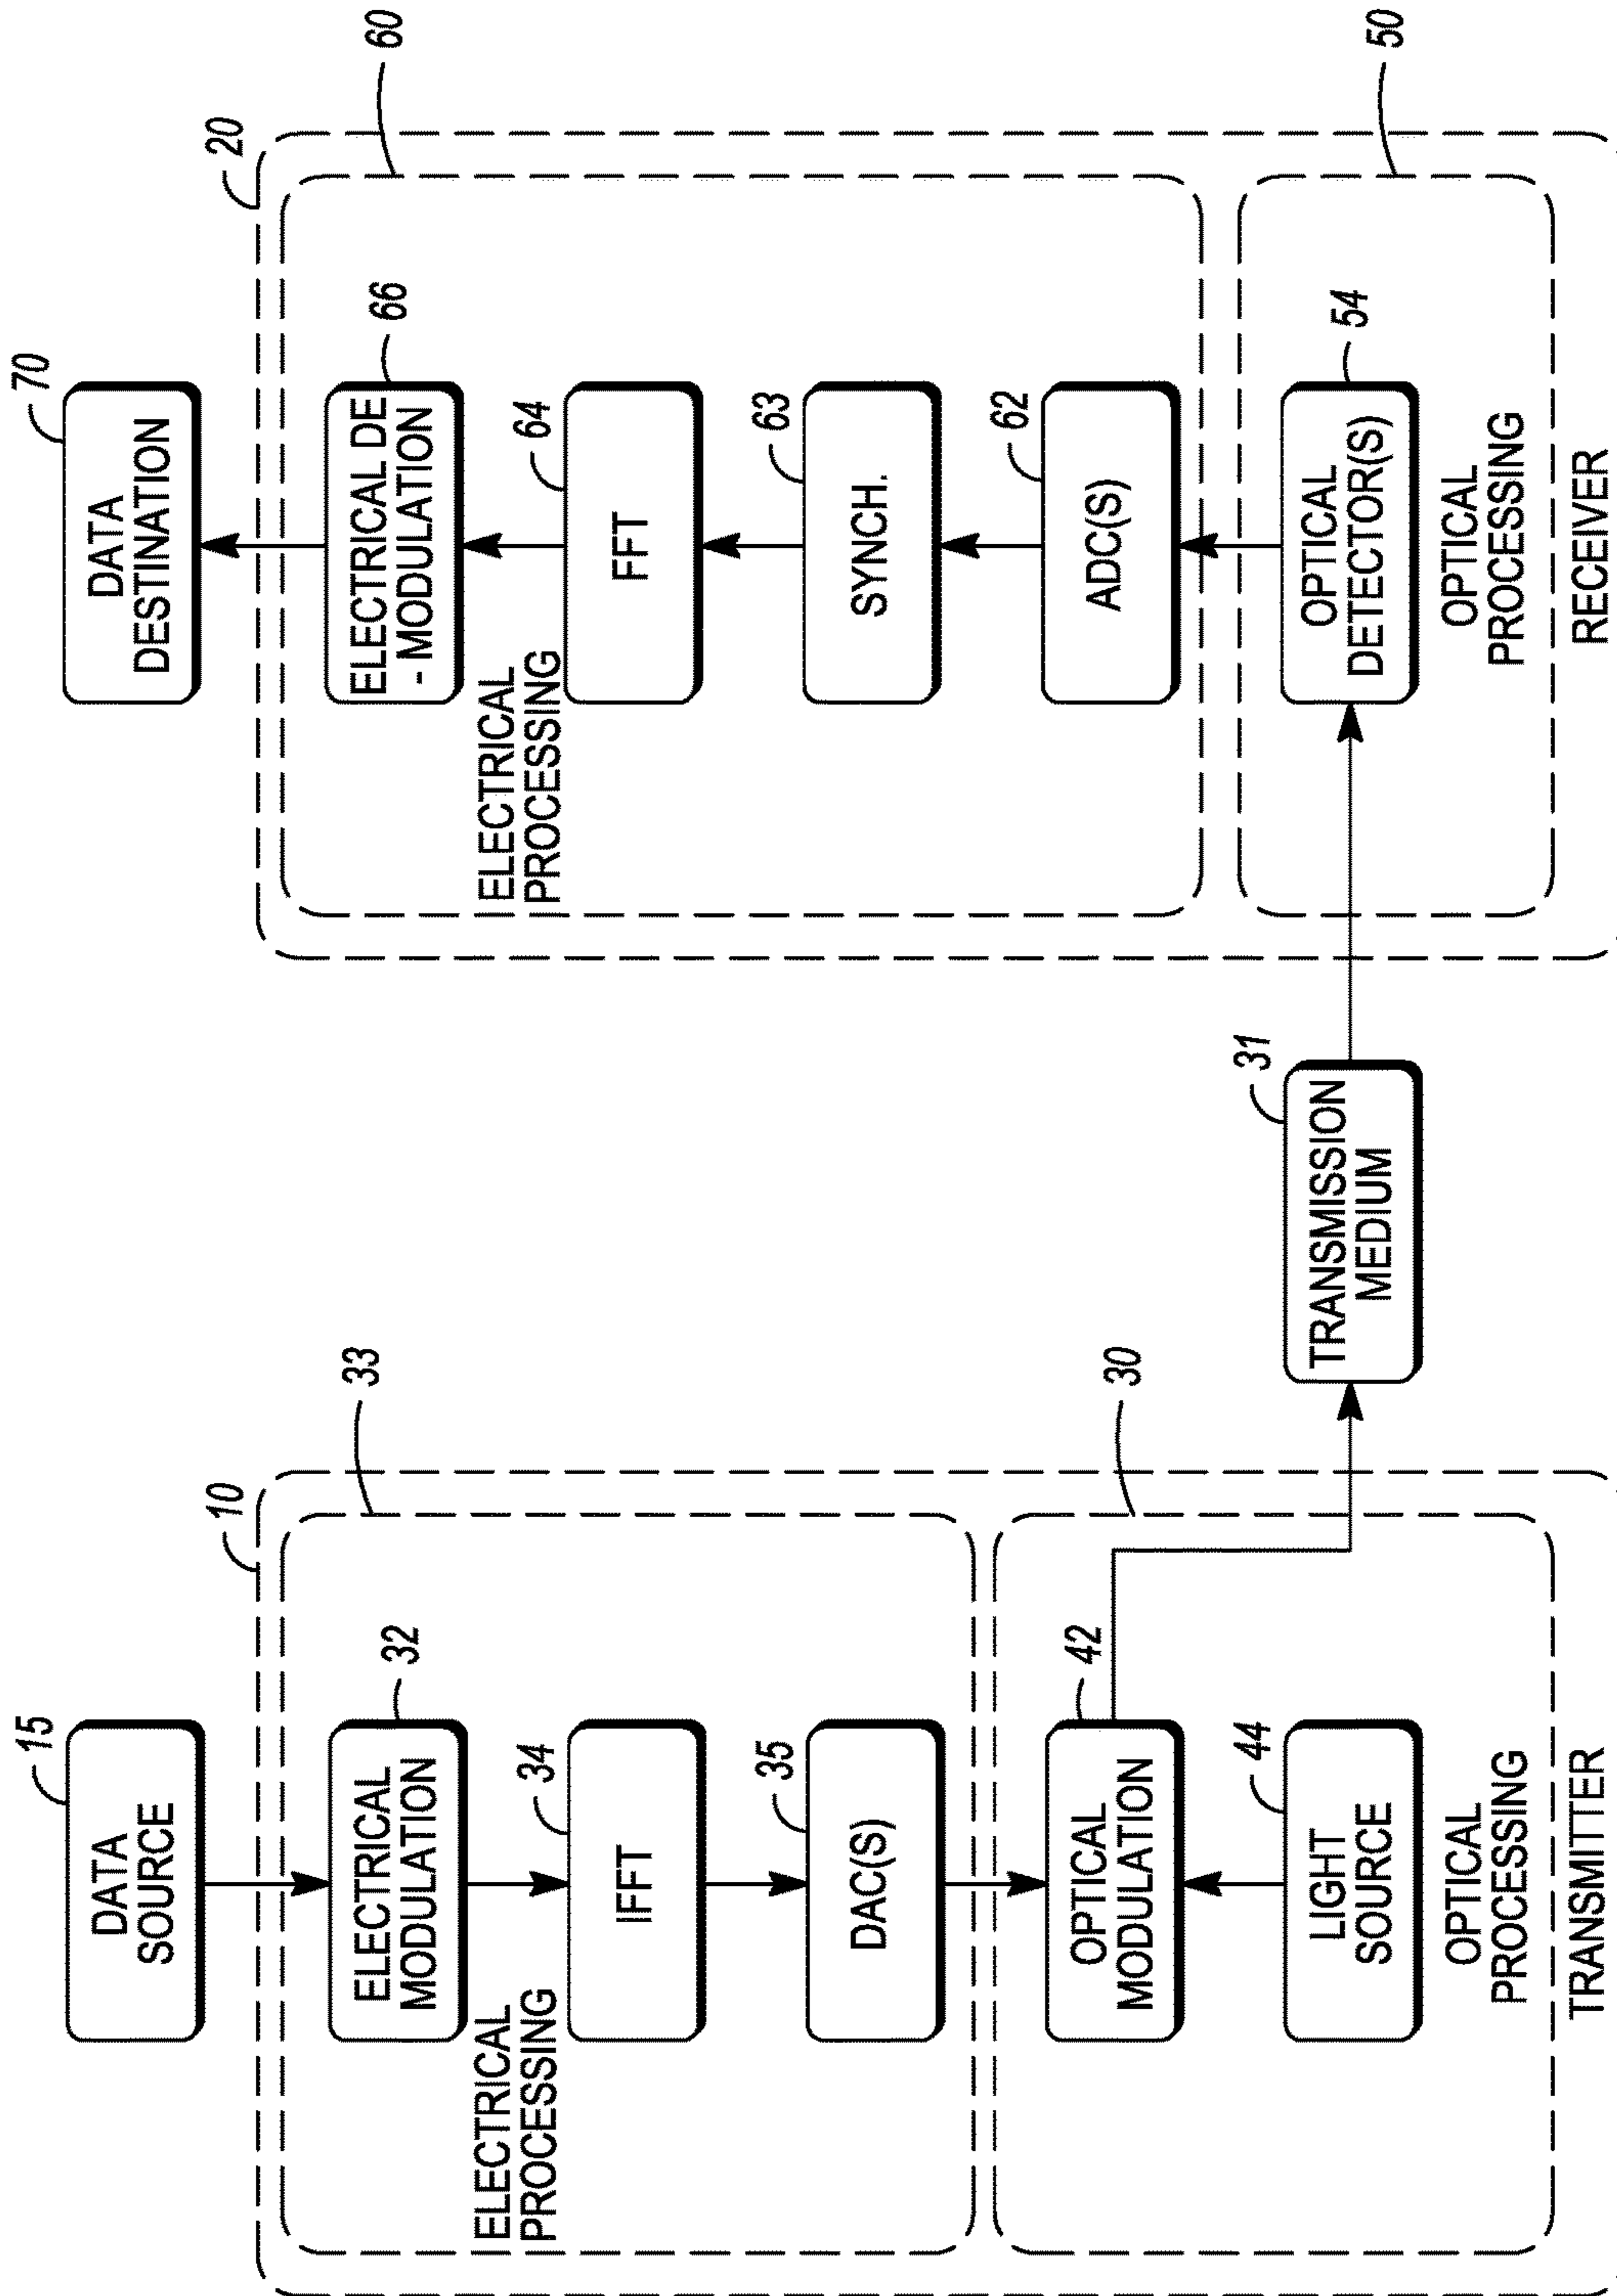 15
DATA
SOURCE
10
33
32
ELECTRICAL
MODULATION
ELECTRICAL
PROCESSING
34
IFFT
35
DAC(S)
30
42
OPTICAL
MODULATION
44
LIGHT
SOURCE
OPTICAL
PROCESSING
TRANSMITTER
31
TRANSMISSION
MEDIUM
70
DATA
DESTINATION
20
60
66
ELECTRICAL DE
- MODULATION
ELECTRICAL
PROCESSING
64
FFT
63
SYNCH.
62
ADC(S)
50
54
OPTICAL
DETECTOR(S)
OPTICAL
PROCESSING
RECEIVER